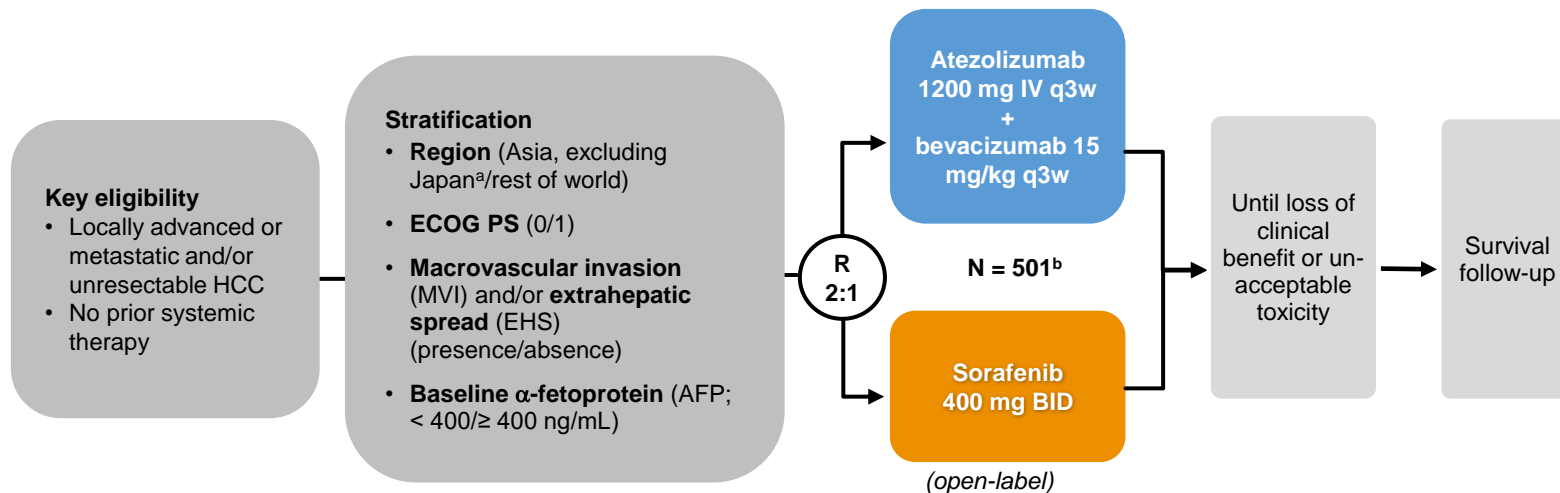 Key eligibility
• Locally advanced or
metastatic and/or
unresectable HCC
• No prior systemic
therapy
Stratification
• Region (Asia, excluding
Japanᵃ/rest of world)
• ECOG PS (0/1)
• Macrovascular invasion
(MVI) and/or extrahepatic
spread (EHS)
(presence/absence)
• Baseline α-fetoprotein (AFP;
< 400/≥ 400 ng/mL)
R
2:1
Atezolizumab
1200 mg IV q3w
+
bevacizumab 15
mg/kg q3w
N = 501ᵇ
Sorafenib
400 mg BID
(open-label)
Until loss of
clinical
benefit or un-
acceptable
toxicity
Survival
follow-up